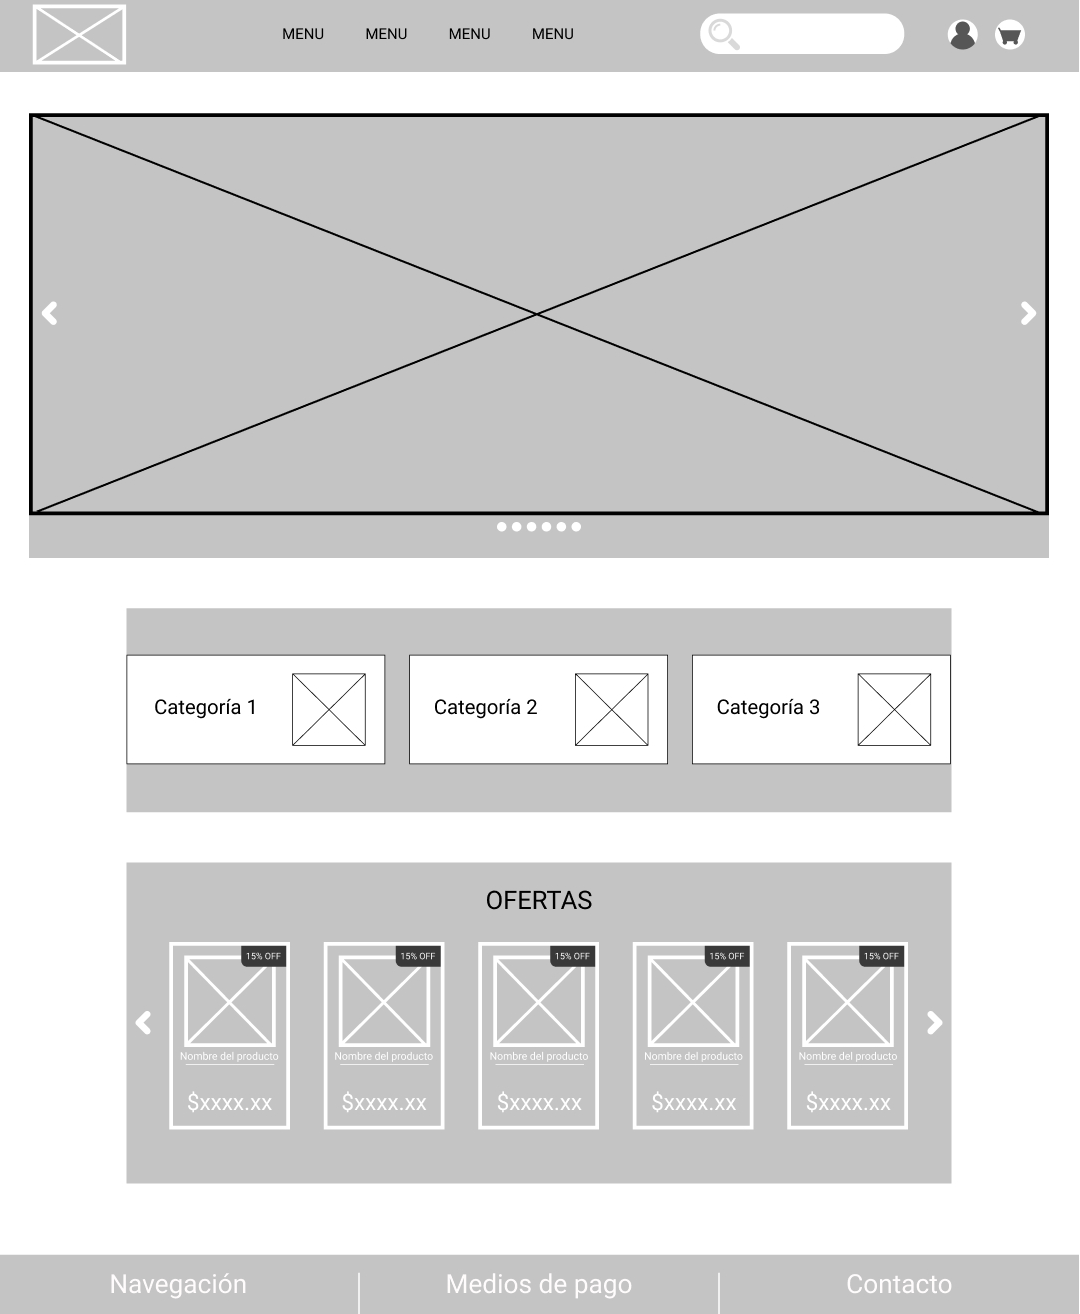 MENU MENU MENU MENU
Categoría 1 Categoría 2 Categoría 3
OFERTAS
15% OFF 15% OFF 15% OFF 15% OFF 15% OFF
Nombre del producto Nombre del producto Nombre del producto Nombre del producto Nombre del producto
$xxxx.xx $xxxx.xx $xxxx.xx $xxxx.xx $xxxx.xx
Navegación Medios de pago Contacto